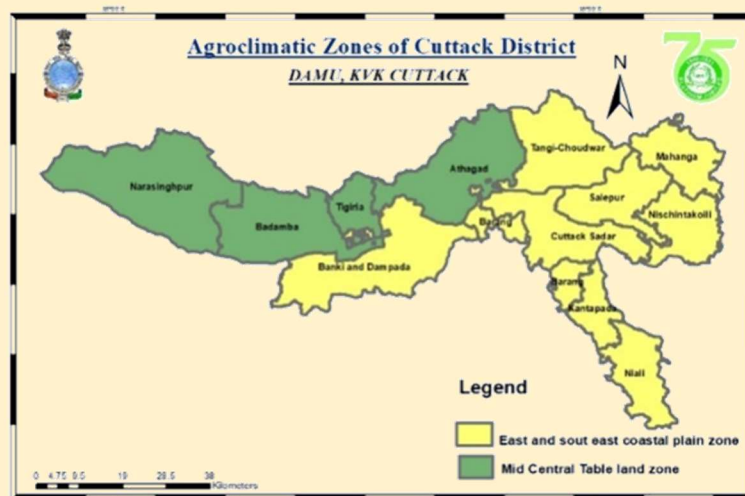 Agroclimatic Zones of Cuttack District
DAMU, KVK CUTTACK
N
75
Tangi-Choudwar
Mahanga
Athagad
Narasinghpur
Salepur
Tigiria
Nischintakoili
Badamba
Cuttack Sadar
Banki and Dampada
Barang
Kantapada
Niali
Legend
East and sout east coastal plain zone
Mid Central Table land zone
0 4.75 9.5 19 28.5 38
Kilometers